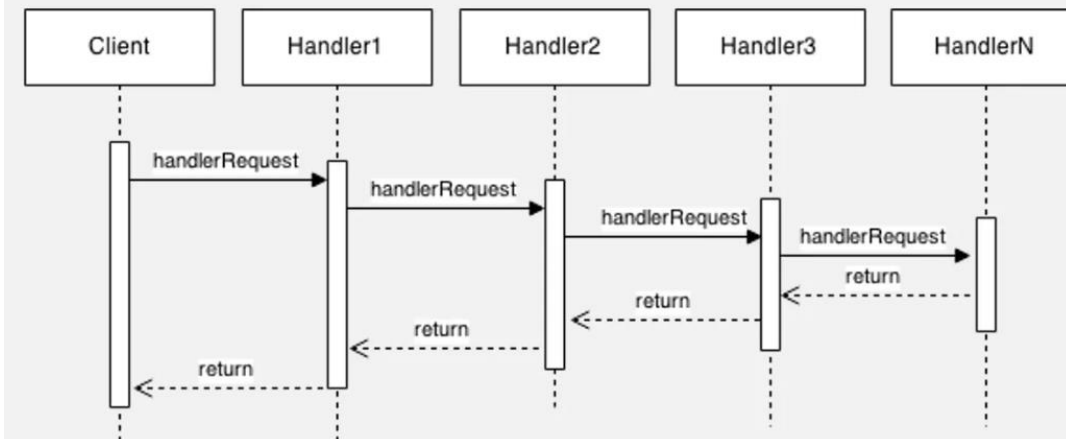 Client
Handler1
Handler2
Handler3
HandlerN
handlerRequest
handlerRequest
handlerRequest
handlerRequest
return
return
return
return